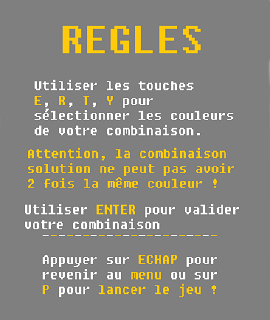 REGLES
Utiliser les touches
E, R, T, Y pour
sélectionner les couleurs
de votre combinaison.
Attention, la combinaison
solution ne peut pas avoir
2 fois la même couleur !
Utiliser ENTER pour valider
votre combinaison
Appuyer sur ECHAP pour
revenir au menu ou sur
P pour lancer le jeu !